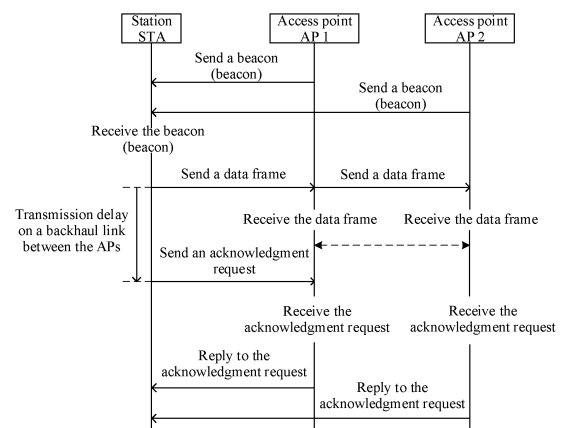 Station
STA
Access point
AP 1
Access point
AP 2
Send a beacon
(beacon)
Send a beacon
(beacon)
Receive the beacon
(beacon)
Send a data frame
Send a data frame
Transmission delay
on a backhaul link
between the APs
Receive the data frame
Receive the data frame
Send an acknowledgment
request
Receive the
acknowledgment request
Receive the
acknowledgment request
Reply to the
acknowledgment request
Reply to the
acknowledgment request